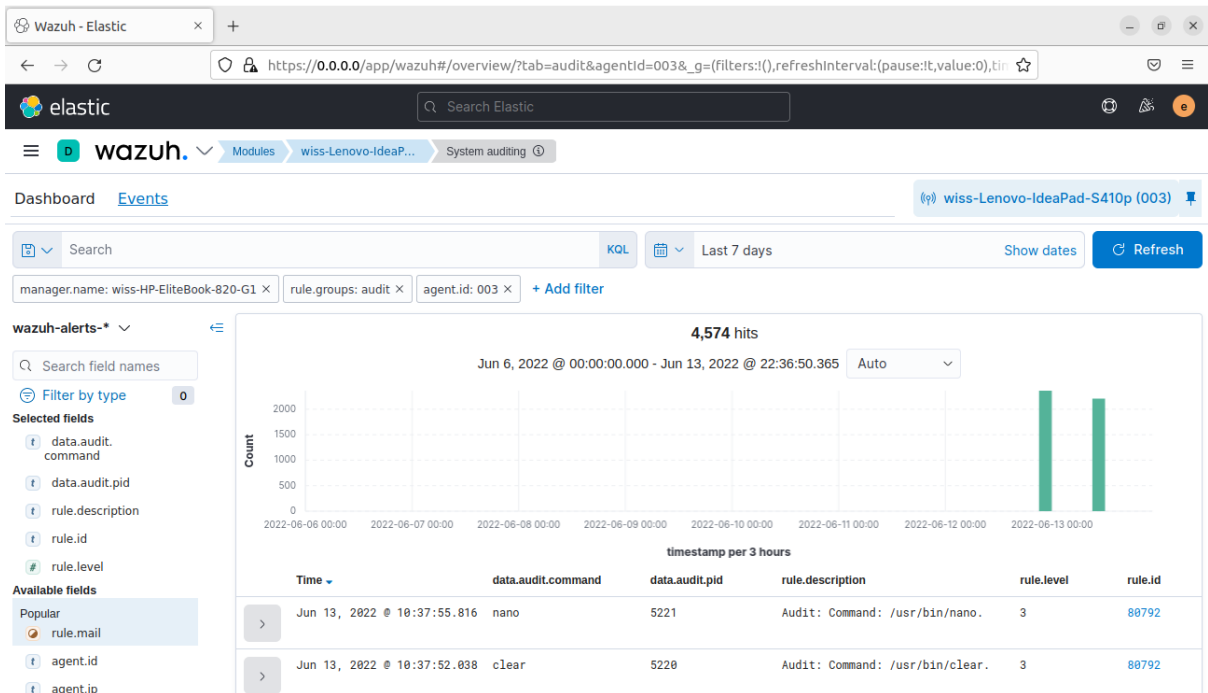 Wazuh - Elastic
https://0.0.0.0/app/wazuh#/overview/?tab=audit&agentId=003&_g=(filters:!(),refreshInterval:(pause:!t,value:0),tin
elastic
Search Elastic
e
D wazuh. Modules wiss-Lenovo-IdeaP... System auditing
Dashboard Events wiss-Lenovo-IdeaPad-S410p (003)
Search KQL Last 7 days Show dates Refresh
manager.name: wiss-HP-EliteBook-820-G1 × rule.groups: audit × agent.id: 003 × + Add filter
wazuh-alerts-*
Search field names
Filter by type 0
Selected fields
t data.audit.
command
t data.audit.pid
t rule.description
t rule.id
# rule.level
Available fields
Popular
rule.mail
t agent.id
t agent.ip
4,574 hits
Jun 6, 2022 @ 00:00:00.000 - Jun 13, 2022 @ 22:36:50.365 Auto
Count
2000
1500
1000
500
0
2022-06-06 00:00 2022-06-07 00:00 2022-06-08 00:00 2022-06-09 00:00 2022-06-10 00:00 2022-06-11 00:00 2022-06-12 00:00 2022-06-13 00:00
timestamp per 3 hours
Time data.audit.command data.audit.pid rule.description rule.level rule.id
Jun 13, 2022 @ 10:37:55.816 nano 5221 Audit: Command: /usr/bin/nano. 3 80792
Jun 13, 2022 @ 10:37:52.038 clear 5220 Audit: Command: /usr/bin/clear. 3 80792